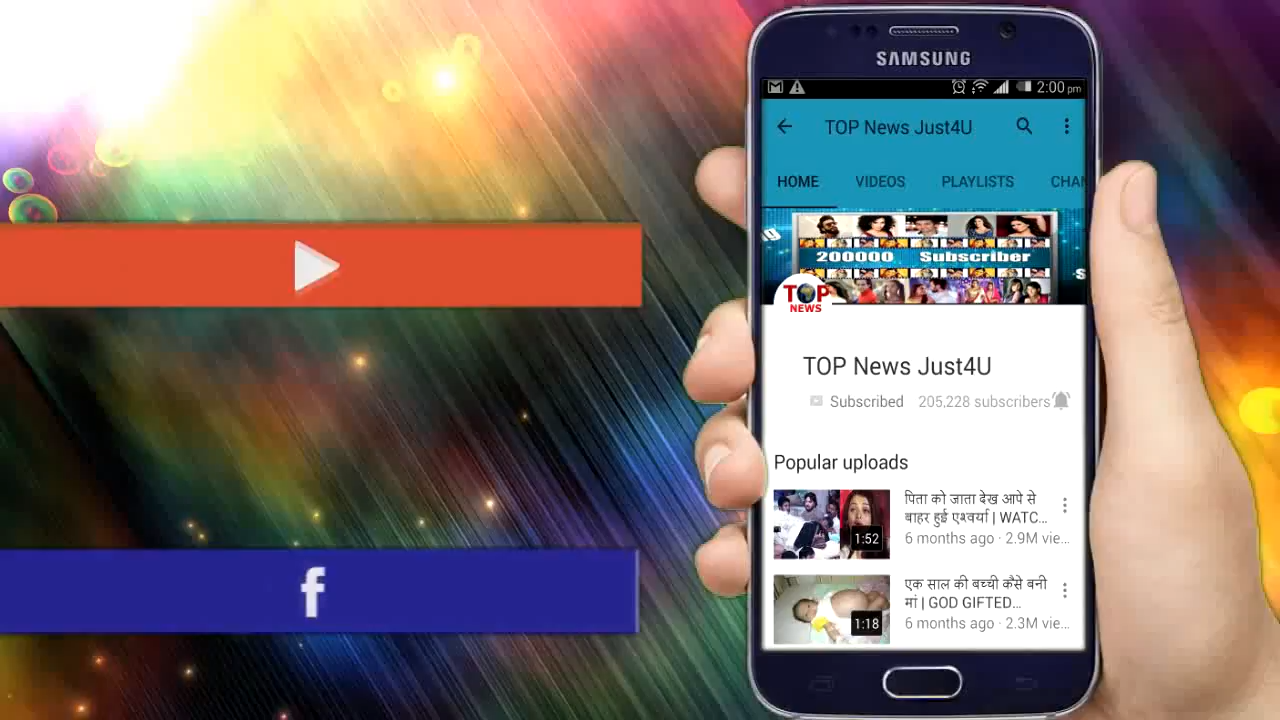 SAMSUNG
2:00 pm
TOP News Just4U
HOME VIDEOS PLAYLISTS CHAN
200000 Subscriber
TOP
NEWS
TOP News Just4U
Subscribed 205,228 subscribers
Popular uploads
पिता को जाता देख आपे से
बाहर हुई एश्वर्या | WATC...
1:52
6 months ago · 2.9M vie...
एक साल की बच्ची कैसे बनी
मां | GOD GIFTED...
1:18
6 months ago · 2.3M vie...
f